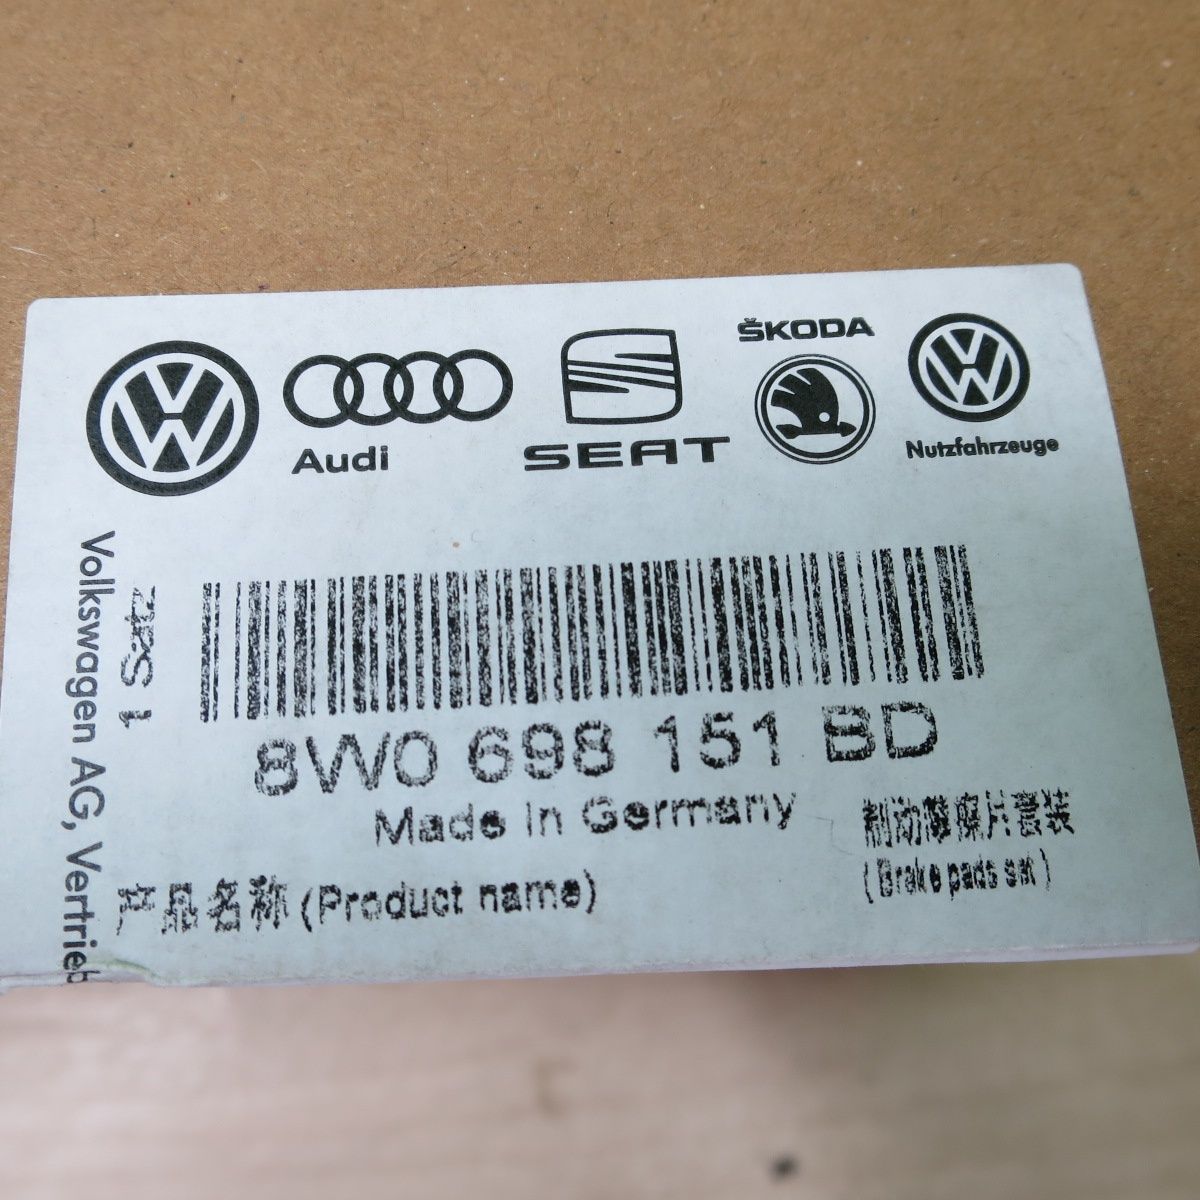 Audi
SEAT
ŠKODA
Nutzfahrzeuge
Volkswagen AG, Vertrieb
1 Satz
8W0 698 151 BD
Made in Germany
制动摩擦片套装
(Brake pads set)
产品名称 (Product name)